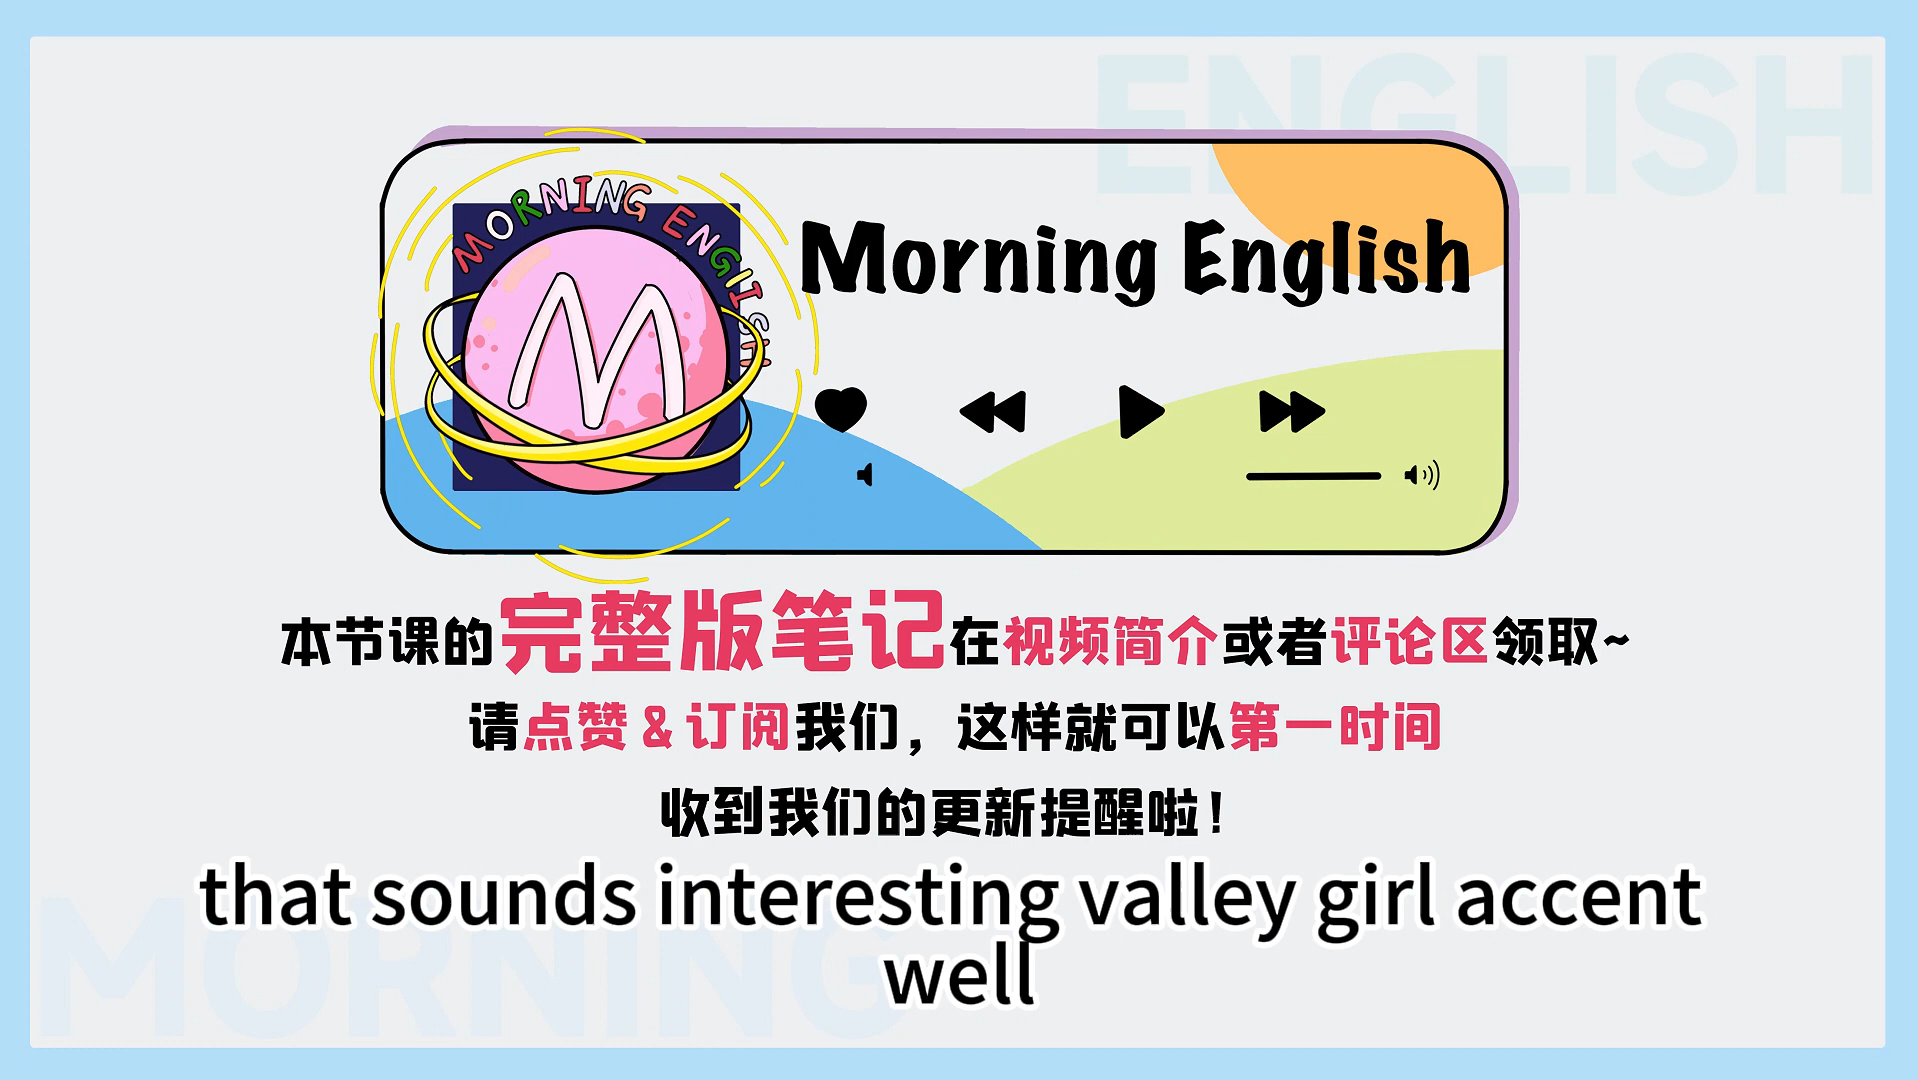 ENGLISH
MORNING ENGlISH
M
Morning English
本节课的完整版笔记在视频简介或者评论区领取~
请点赞&订阅我们，这样就可以第一时间
收到我们的更新提醒啦！
that sounds interesting valley girl accent
well
MORNING